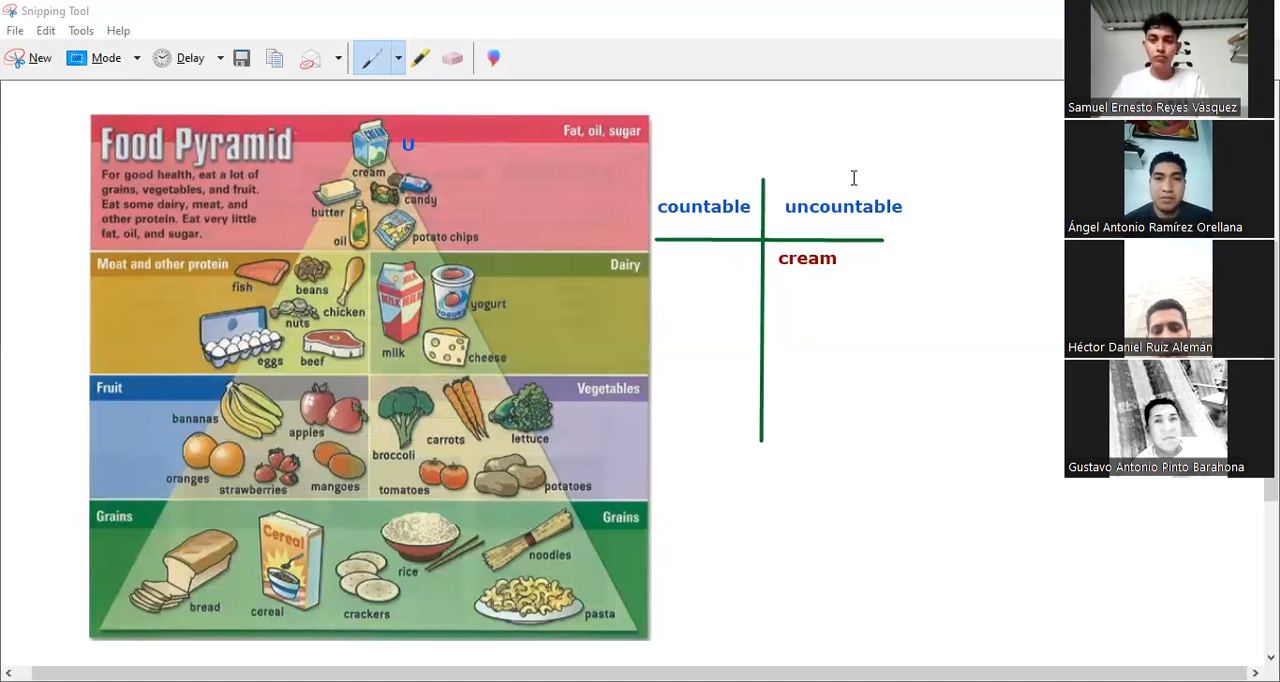 Snipping Tool
File Edit Tools Help
New Mode Delay
Food Pyramid
For good health, eat a lot of
grains, vegetables, and fruit.
Eat some dairy, meat, and
other protein. Eat very little
fat, oil, and sugar.
Fat, oil, sugar
CREAM
U
cream
candy
butter
oil
potato chips
Meat and other protein
Dairy
fish
beans
chicken
nuts
eggs
beef
MILK MILK
YOGURT
yogurt
milk
cheese
Fruit
Vegetables
bananas
apples
oranges
strawberries
mangoes
broccoli
carrots
lettuce
tomatoes
potatoes
Grains
Grains
bread
Cereal
cereal
crackers
rice
noodles
pasta
countable
uncountable
cream
Samuel Ernesto Reyes Vásquez
Ángel Antonio Ramírez Orellana
Héctor Daniel Ruiz Alemán
Gustavo Antonio Pinto Barahona